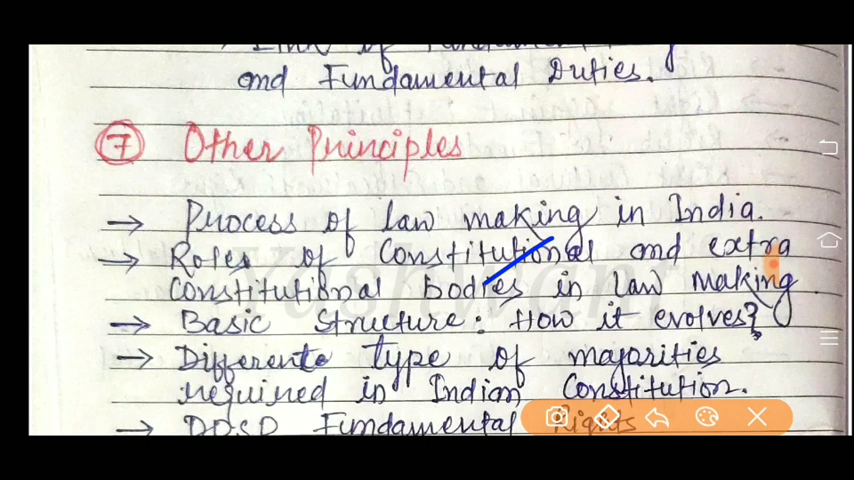 and Fundamental Duties.
7 Other Principles
→ Process of law making in India.
→ Roles of Constitutional and extra
Constitutional bodies in law making.
→ Basic structure: How it evolves?
→ Different type of majorities
required in Indian Constitution.
→ Fundamental Rights
Yashwant